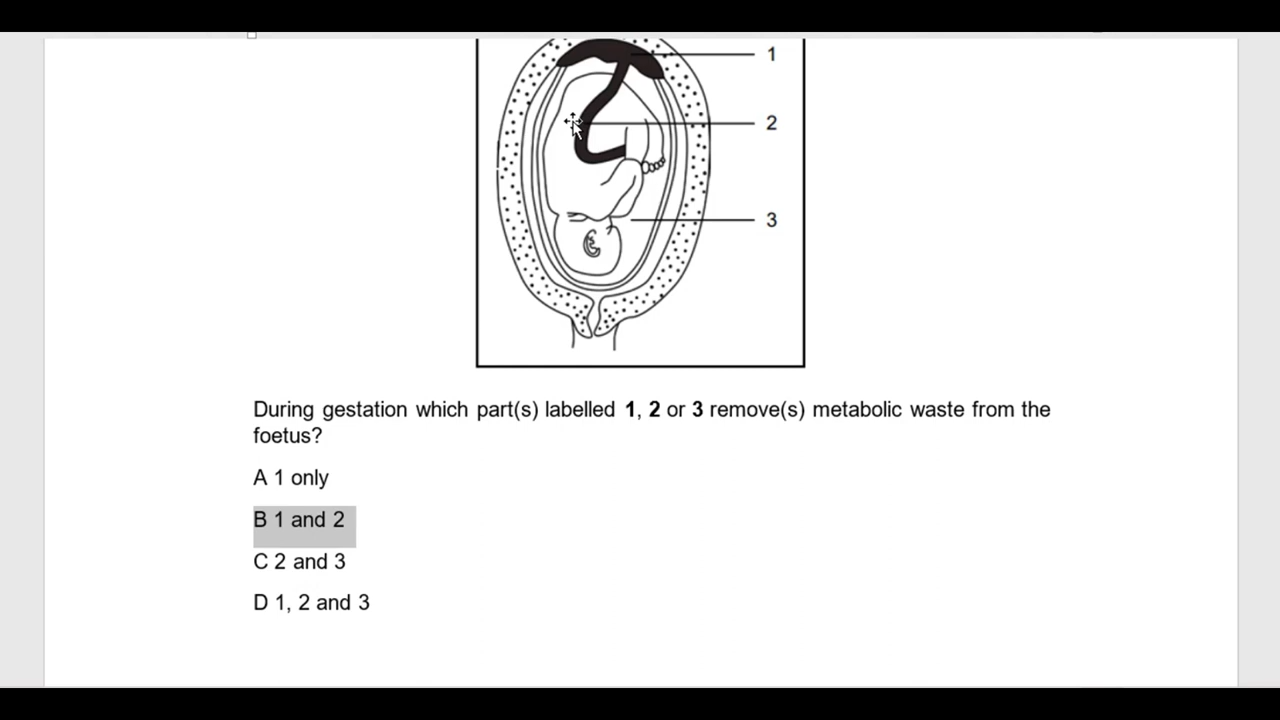 1
2
3
During gestation which part(s) labelled 1, 2 or 3 remove(s) metabolic waste from the
foetus?
A 1 only
B 1 and 2
C 2 and 3
D 1, 2 and 3